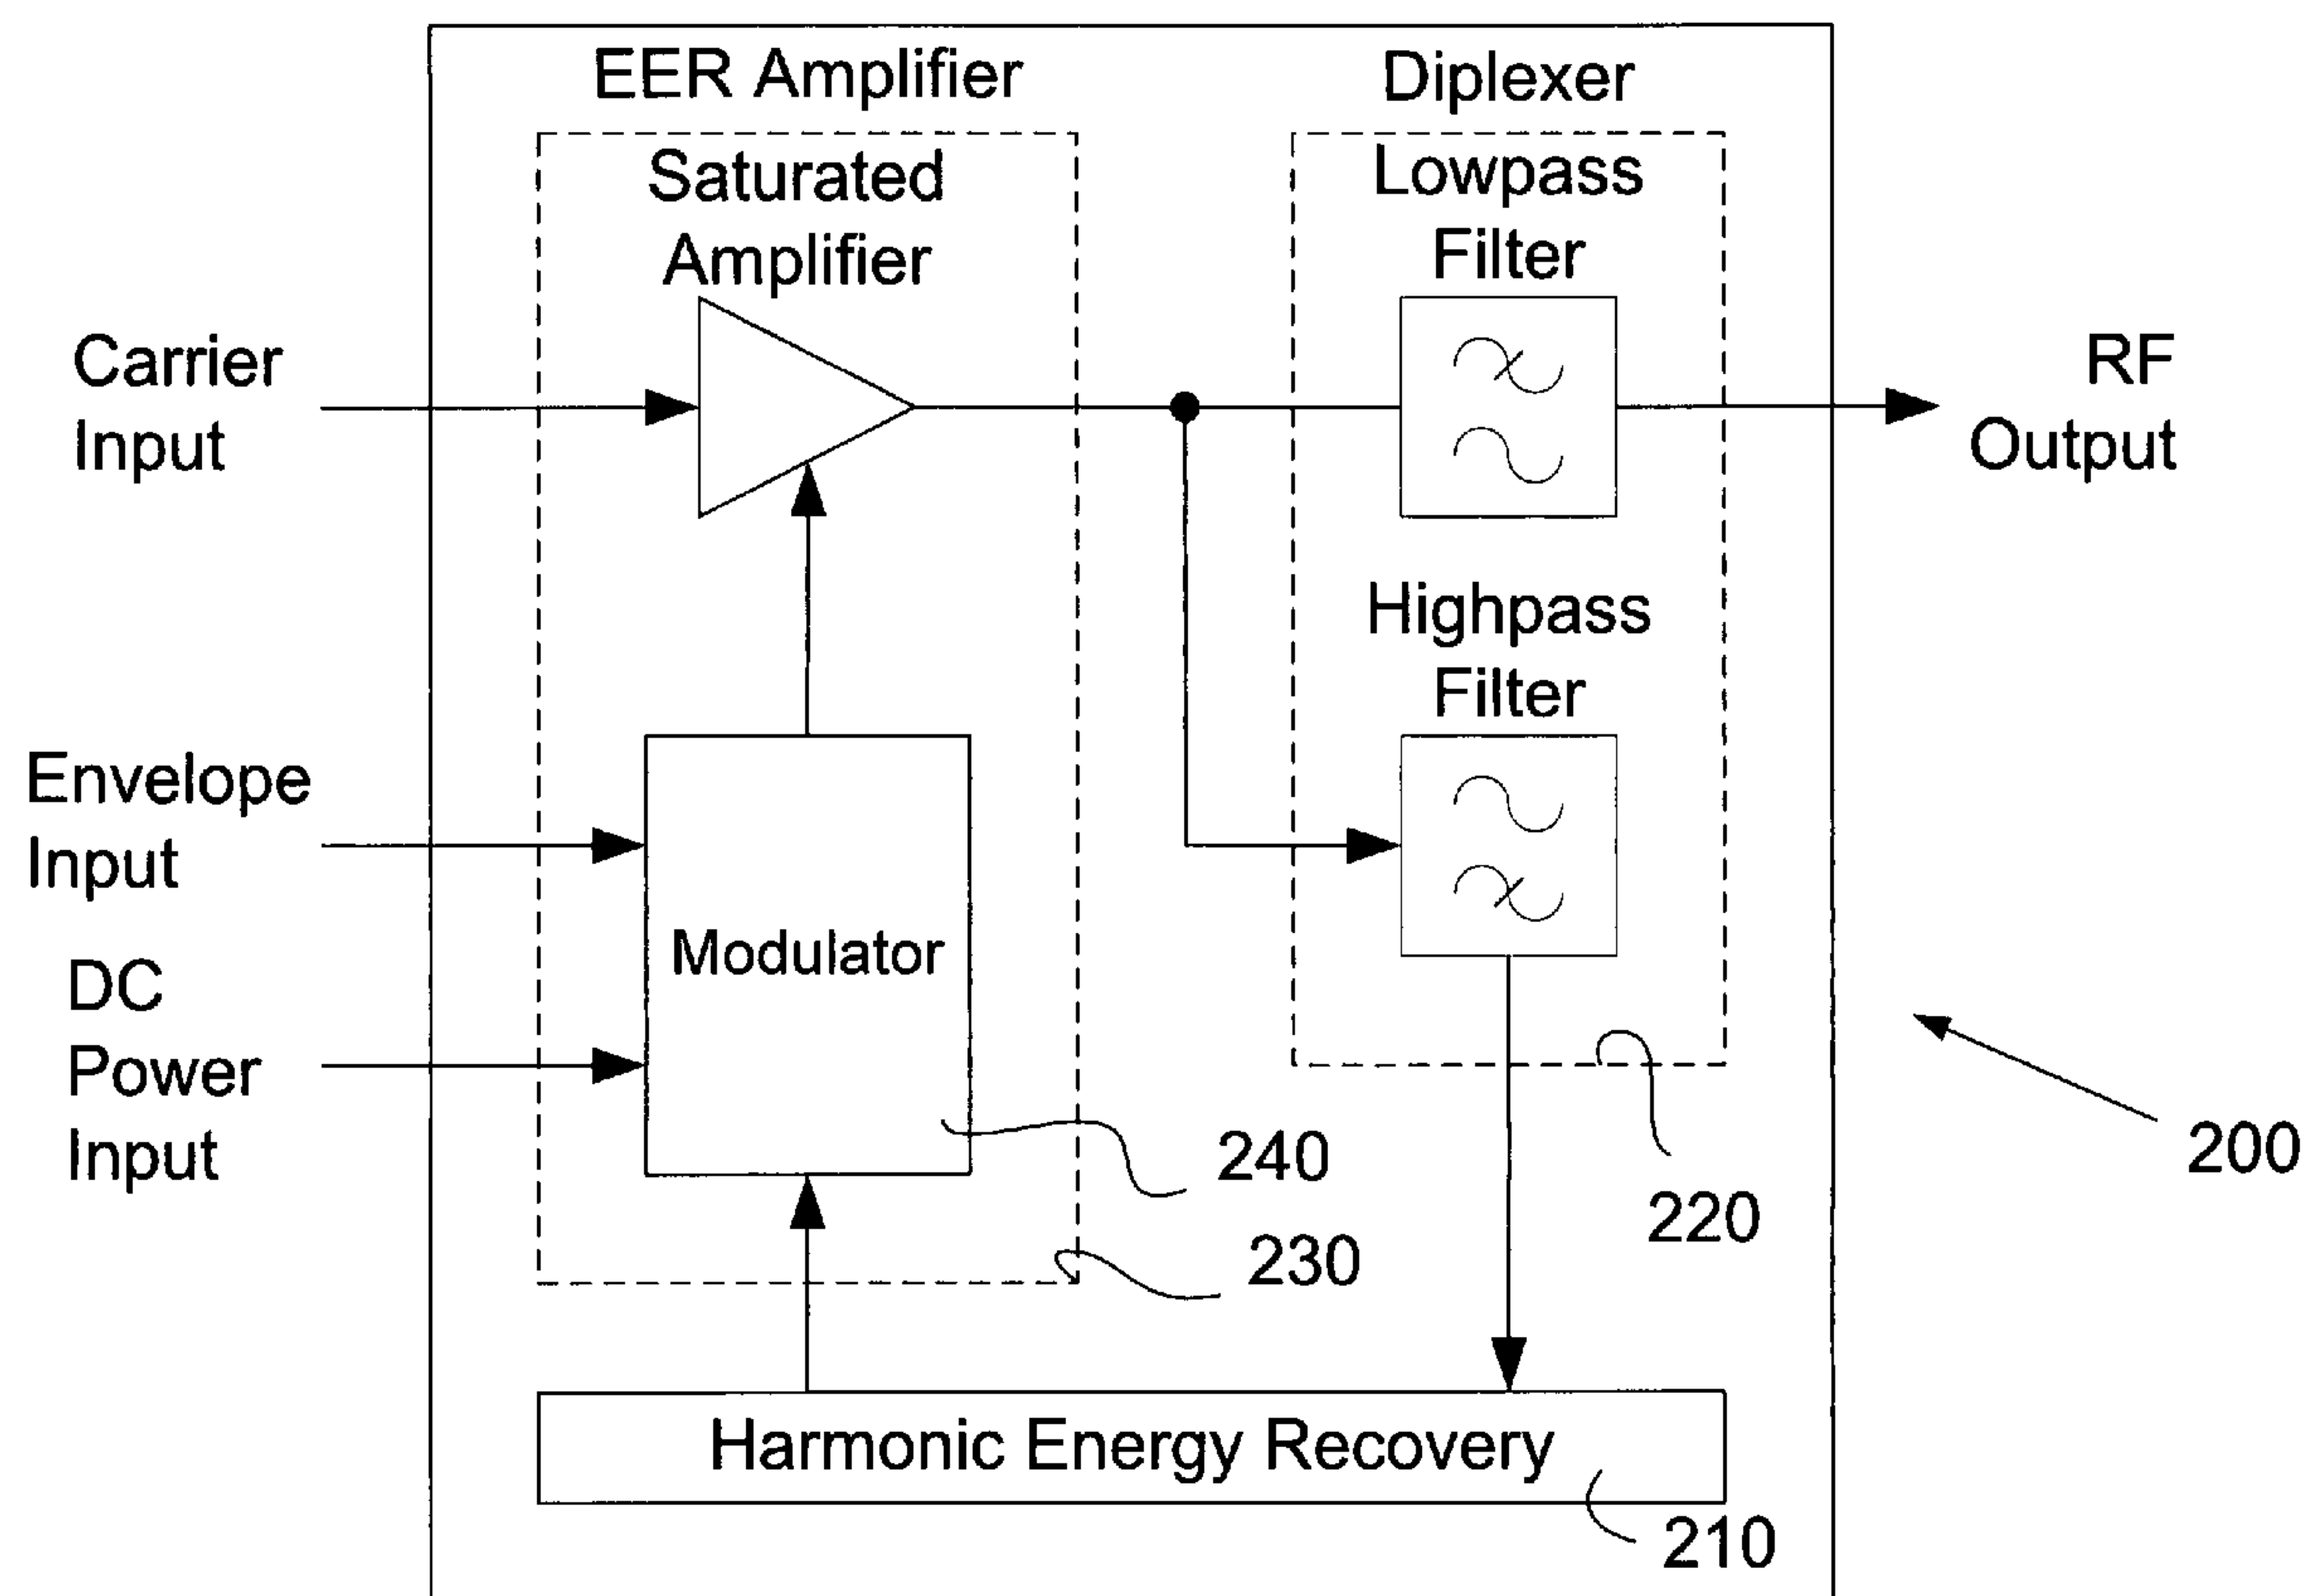 EER Amplifier
Diplexer
Saturated
Amplifier
Lowpass
Filter
Carrier
Input
RF
Output
Highpass
Filter
Envelope
Input
Modulator
DC
Power
Input
240
230
220
200
Harmonic Energy Recovery
210